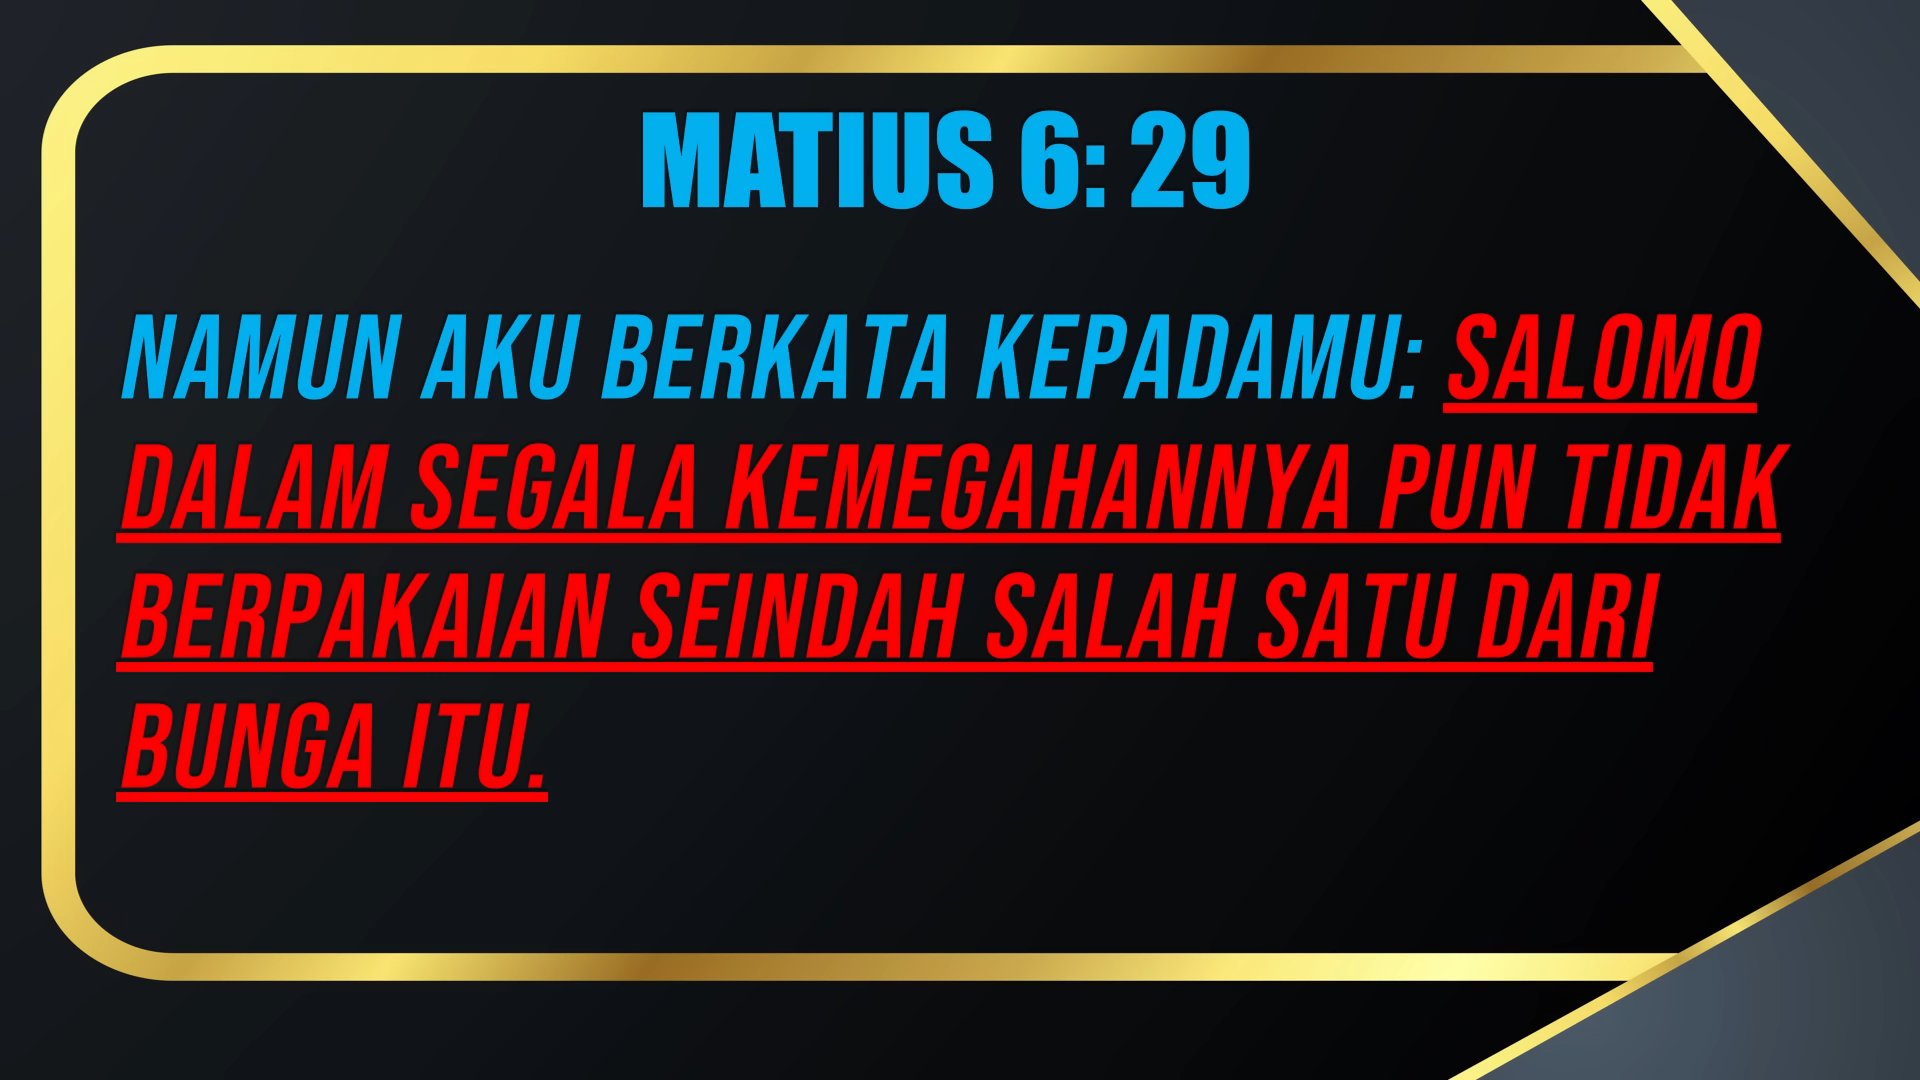 MATIUS 6: 29
NAMUN AKU BERKATA KEPADAMU: SALOMO
DALAM SEGALA KEMEGAHANNYA PUN TIDAK
BERPAKAIAN SEINDAH SALAH SATU DARI
BUNGA ITU.